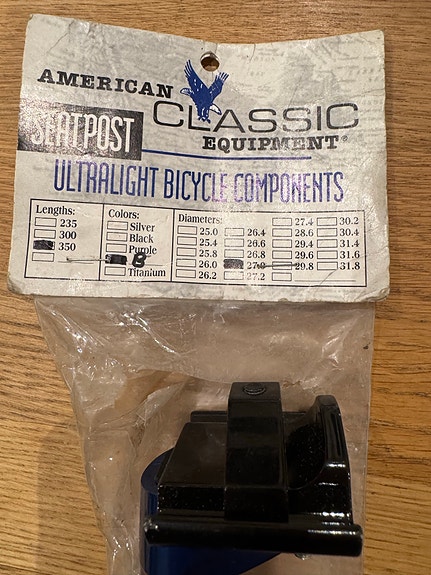 AMERICAN
CLASSIC
SEATPOST
EQUIPMENT®
ULTRALIGHT BICYCLE COMPONENTS
Lengths:
235
300
350
Colors:
Silver
Black
Purple
B
Titanium
Diameters:
25.0
25.4
25.8
26.0
26.2
26.4
26.6
26.8
27.2
27.4
28.6
29.4
29.6
29.8
30.2
30.4
31.4
31.6
31.8